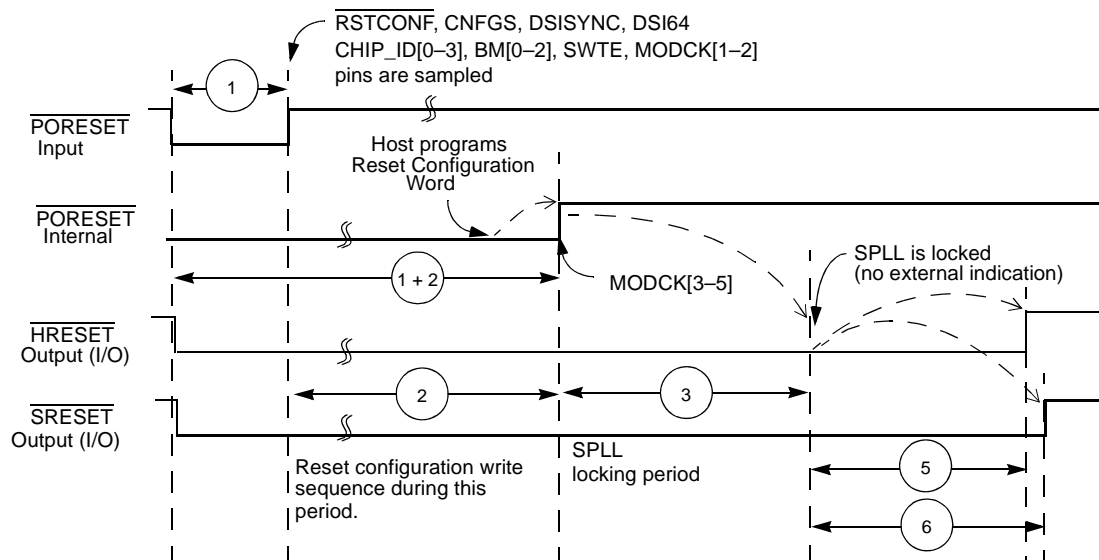 RSTCONF, CNFGS, DSISYNC, DSI64
CHIP_ID[0–3], BM[0–2], SWTE, MODCK[1–2]
pins are sampled
1
PORESET
Input
Host programs
Reset Configuration
Word
PORESET
Internal
1 + 2
MODCK[3–5]
SPLL is locked
(no external indication)
HRESET
Output (I/O)
2
3
SRESET
Output (I/O)
Reset configuration write
sequence during this
period.
SPLL
locking period
5
6